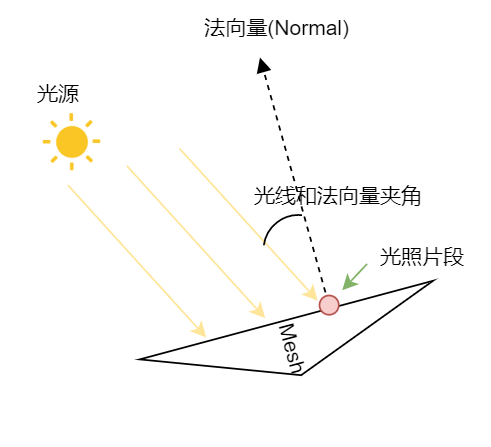 法向量(Normal)
光源
光线和法向量夹角
光照片段
Mesh